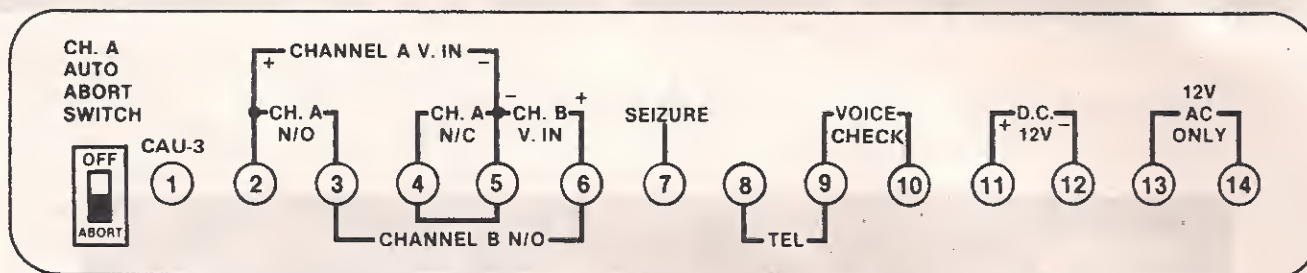 CH. A
AUTO
ABORT
SWITCH
OFF
ABORT
CAU-3
+ CHANNEL A V. IN –
CH. A
N/O
CH. A
N/C
– CH. B +
V. IN
SEIZURE
VOICE
CHECK
+ D.C. –
12V
12V
AC
ONLY
1 2 3 4 5 6 7 8 9 10 11 12 13 14
CHANNEL B N/O
TEL